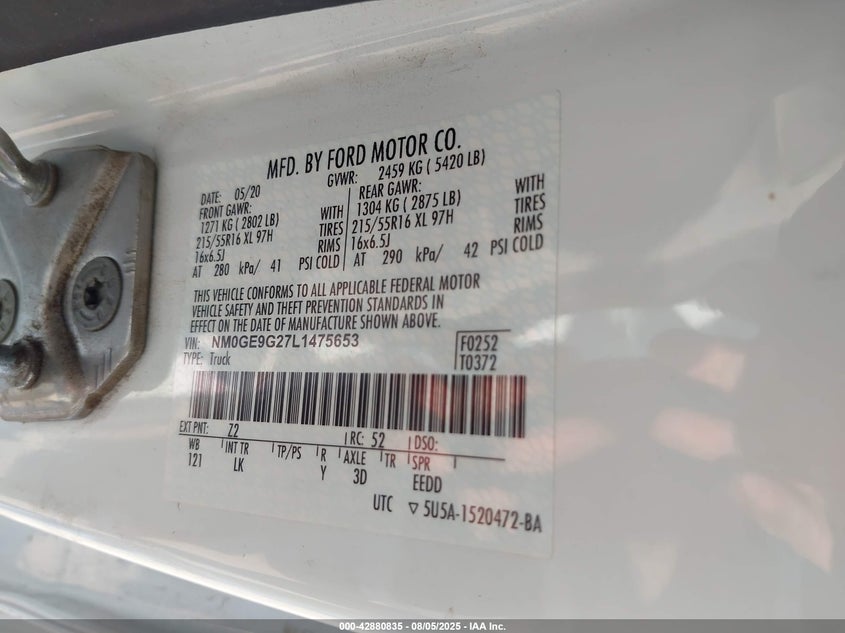 MFD. BY FORD MOTOR CO.
DATE: 05/20 GVWR: 2459 KG ( 5420 LB)
FRONT GAWR: REAR GAWR:
1271 KG ( 2802 LB) WITH 1304 KG ( 2875 LB) WITH
215/55R16 XL 97H TIRES 215/55R16 XL 97H TIRES
16x6.5J RIMS 16x6.5J RIMS
AT 280 kPa/ 41 PSI COLD AT 290 kPa/ 42 PSI COLD
THIS VEHICLE CONFORMS TO ALL APPLICABLE FEDERAL MOTOR
VEHICLE SAFETY AND THEFT PREVENTION STANDARDS IN
EFFECT ON THE DATE OF MANUFACTURE SHOWN ABOVE.
VIN: NM0GE9G27L1475653 F0252
TYPE: Truck T0372
EXT PNT: Z2 RC: 52 DSO:
WB INT TR TP/PS R AXLE TR SPR
121 LK Y 3D EEDD
UTC ▽ 5U5A-1520472-BA
000-42880835 - 08/05/2025 - IAA Inc.